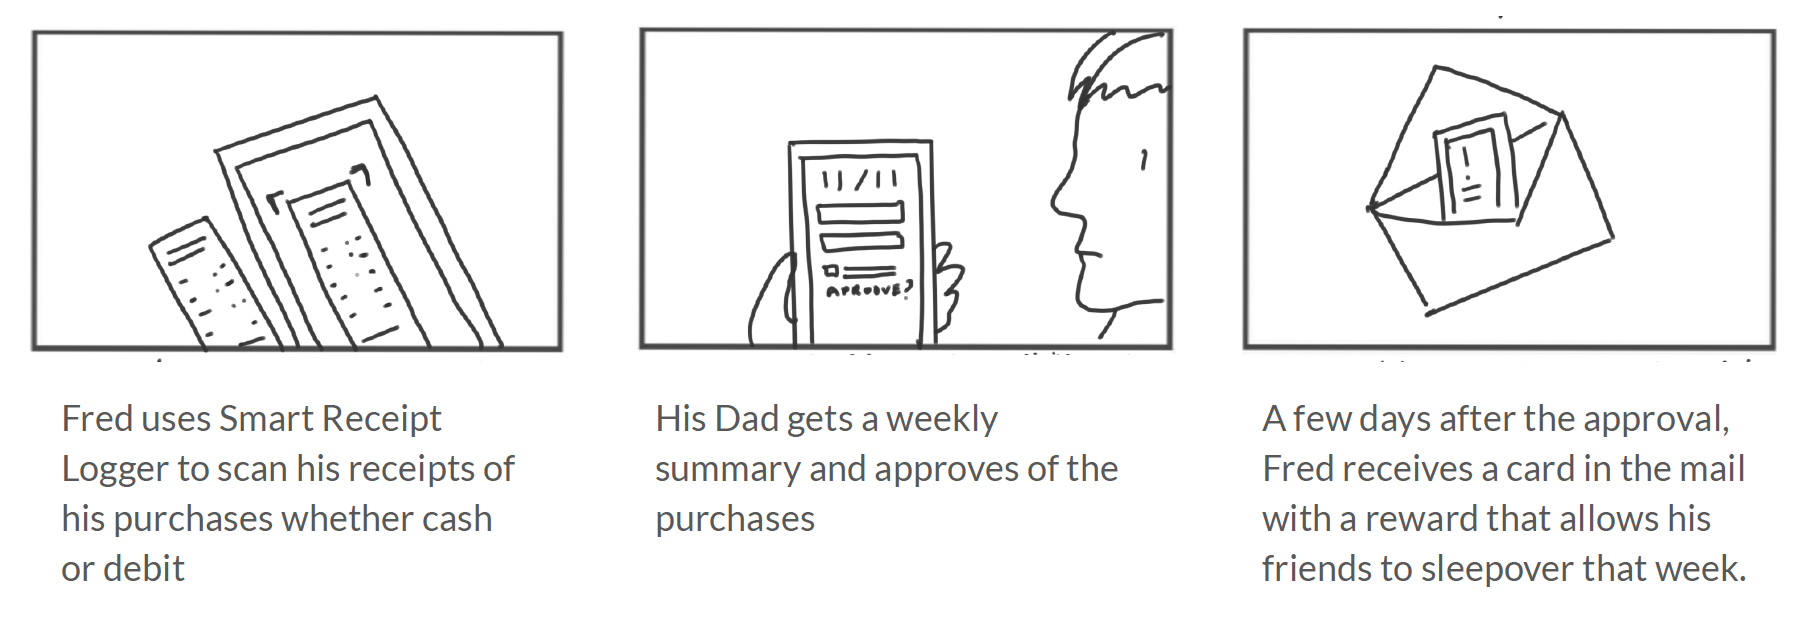 APROOVE?
Fred uses Smart Receipt
Logger to scan his receipts of
his purchases whether cash
or debit
His Dad gets a weekly
summary and approves of the
purchases
A few days after the approval,
Fred receives a card in the mail
with a reward that allows his
friends to sleepover that week.